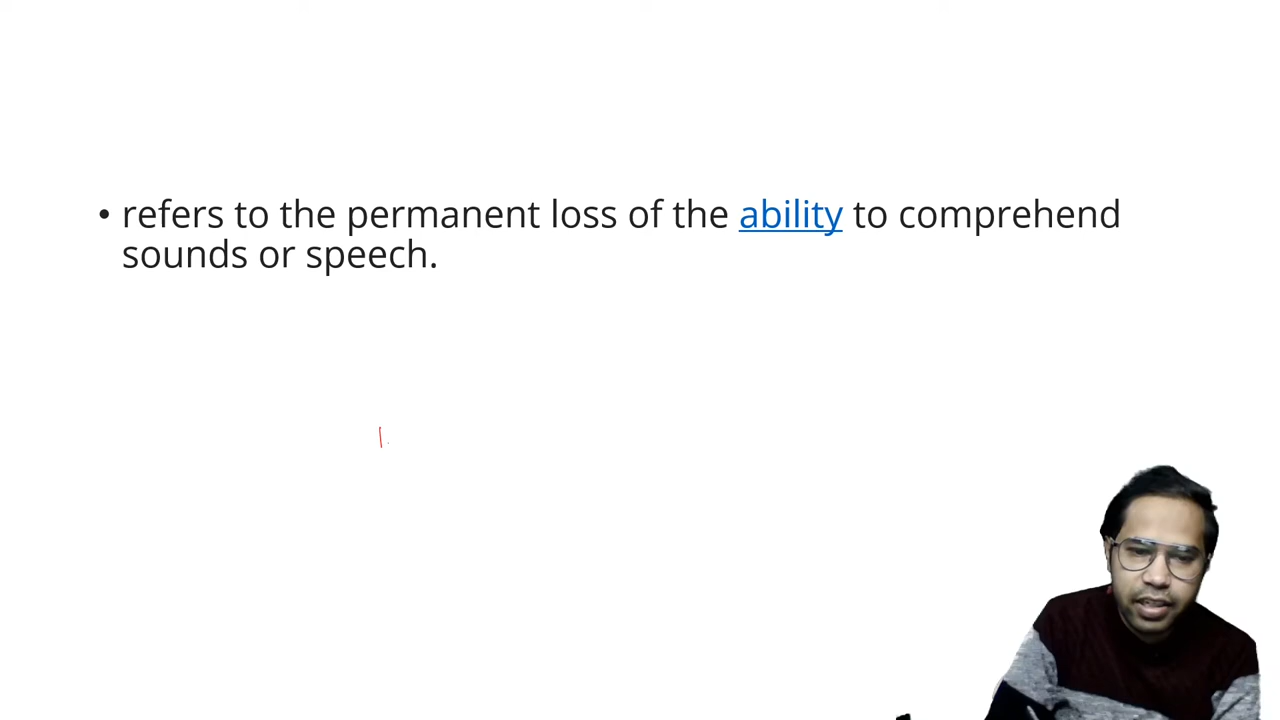 • refers to the permanent loss of the ability to comprehend
sounds or speech.